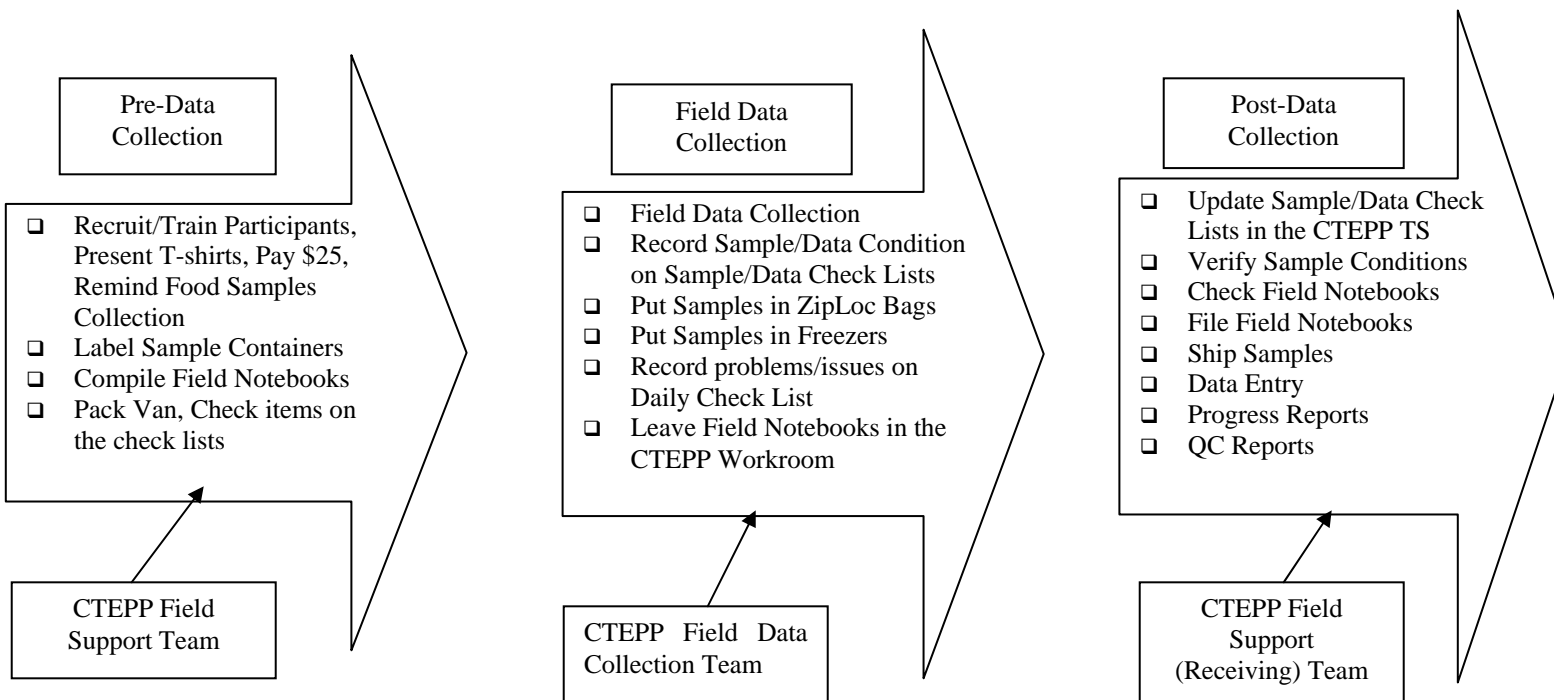 Pre-Data
Collection
❑ Recruit/Train Participants,
Present T-shirts, Pay $25,
Remind Food Samples
Collection
❑ Label Sample Containers
❑ Compile Field Notebooks
❑ Pack Van, Check items on
the check lists
CTEPP Field
Support Team
Field Data
Collection
❑ Field Data Collection
❑ Record Sample/Data Condition
on Sample/Data Check Lists
❑ Put Samples in ZipLoc Bags
❑ Put Samples in Freezers
❑ Record problems/issues on
Daily Check List
❑ Leave Field Notebooks in the
CTEPP Workroom
CTEPP Field Data
Collection Team
Post-Data
Collection
❑ Update Sample/Data Check
Lists in the CTEPP TS
❑ Verify Sample Conditions
❑ Check Field Notebooks
❑ File Field Notebooks
❑ Ship Samples
❑ Data Entry
❑ Progress Reports
❑ QC Reports
CTEPP Field
Support
(Receiving) Team